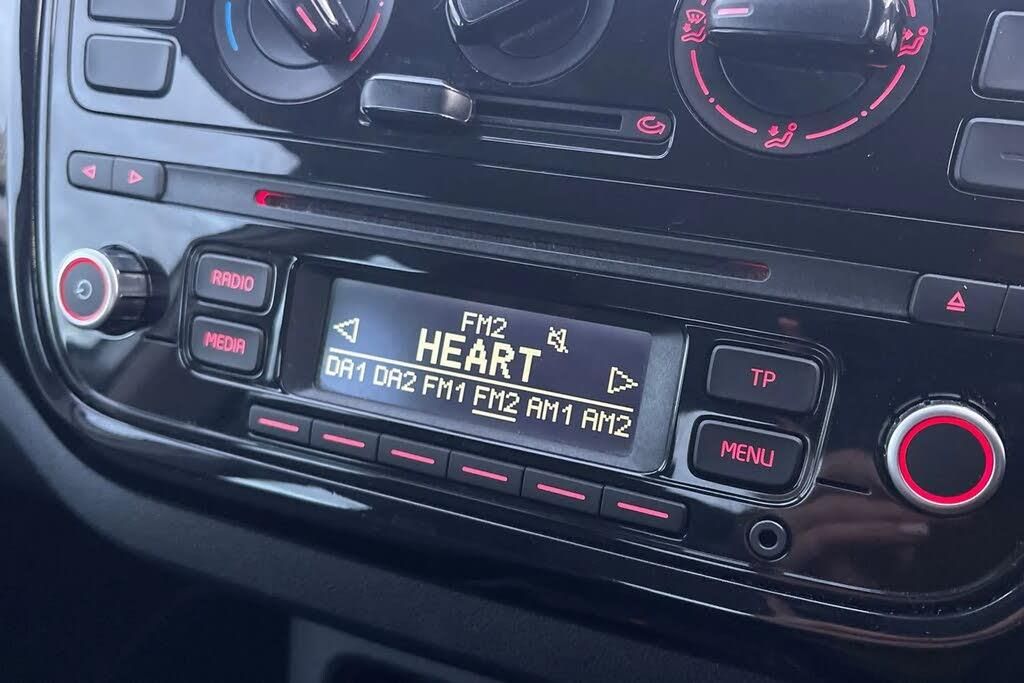 RADIO
MEDIA
FM2
HEART
DA1 DA2 FM1 FM2 AM1 AM2
TP
MENU